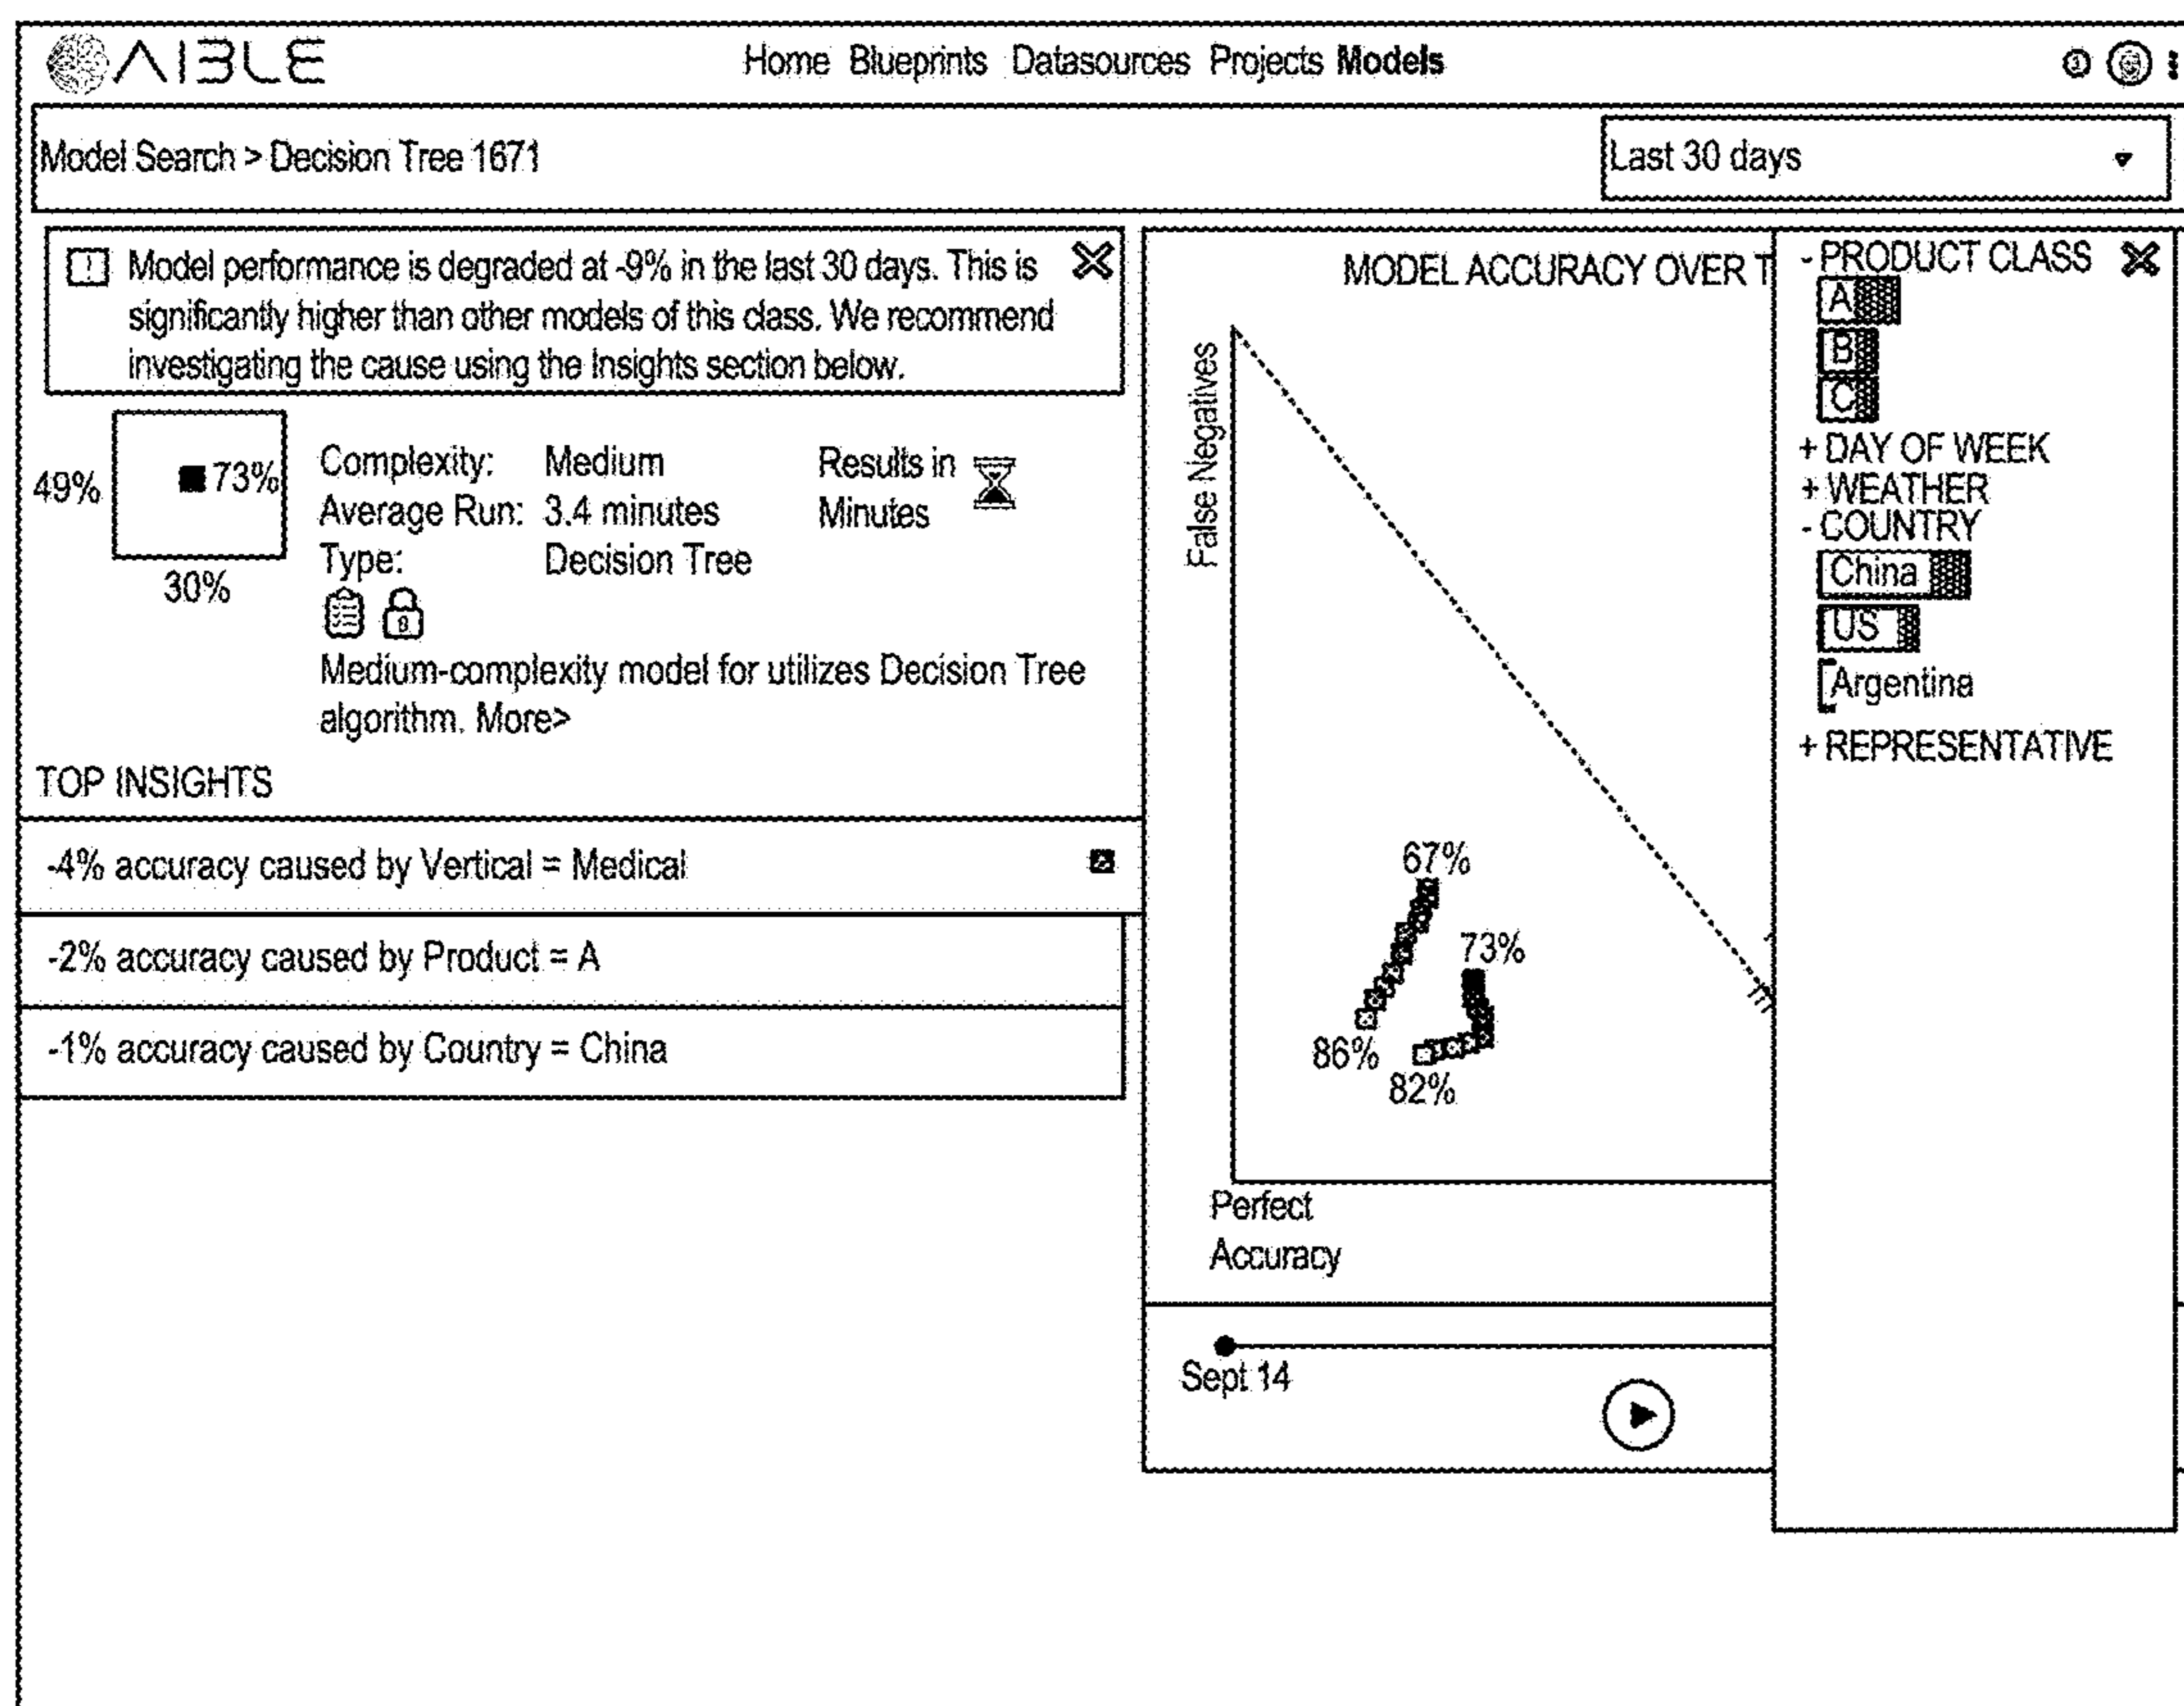 AIBLE
Home Blueprints Datasources Projects Models
Model Search > Decision Tree 1671
Last 30 days
Model performance is degraded at -9% in the last 30 days. This is
significantly higher than other models of this class. We recommend
investigating the cause using the Insights section below.
49%
73%
30%
Complexity: Medium
Average Run: 3.4 minutes
Type: Decision Tree
Results in
Minutes
Medium-complexity model for utilizes Decision Tree
algorithm. More>
TOP INSIGHTS
-4% accuracy caused by Vertical = Medical
-2% accuracy caused by Product = A
-1% accuracy caused by Country = China
MODEL ACCURACY OVER T
False Negatives
67%
73%
86%
82%
Perfect
Accuracy
Sept 14
- PRODUCT CLASS
A
B
C
+ DAY OF WEEK
+ WEATHER
- COUNTRY
China
US
Argentina
+ REPRESENTATIVE